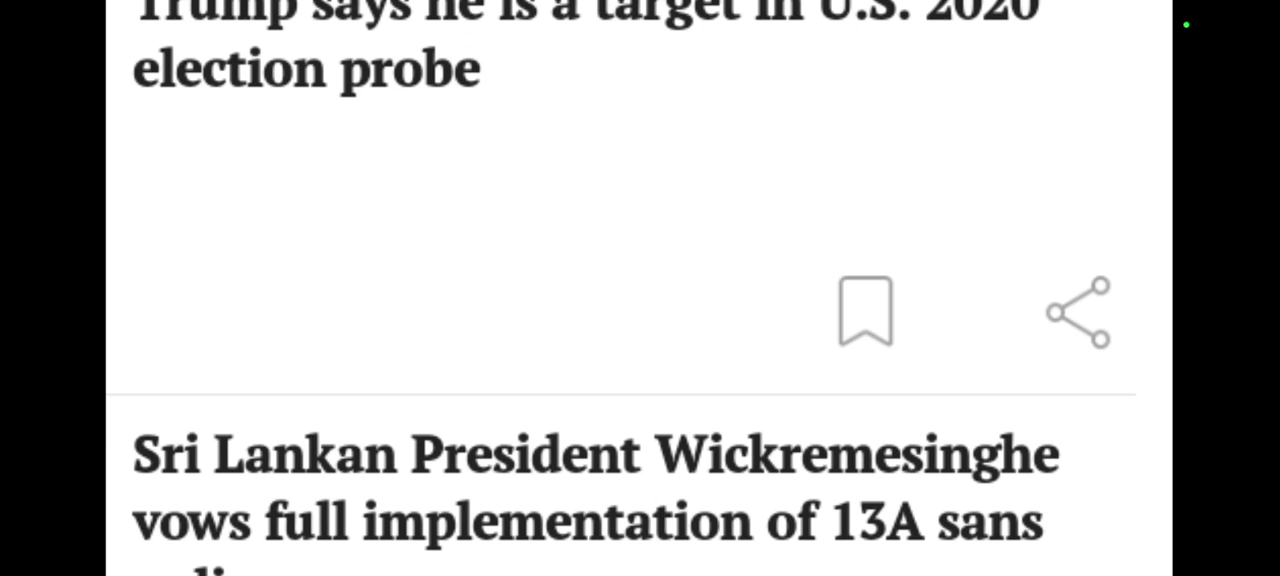 Trump says he is a target in U.S. 2020
election probe
Sri Lankan President Wickremesinghe
vows full implementation of 13A sans